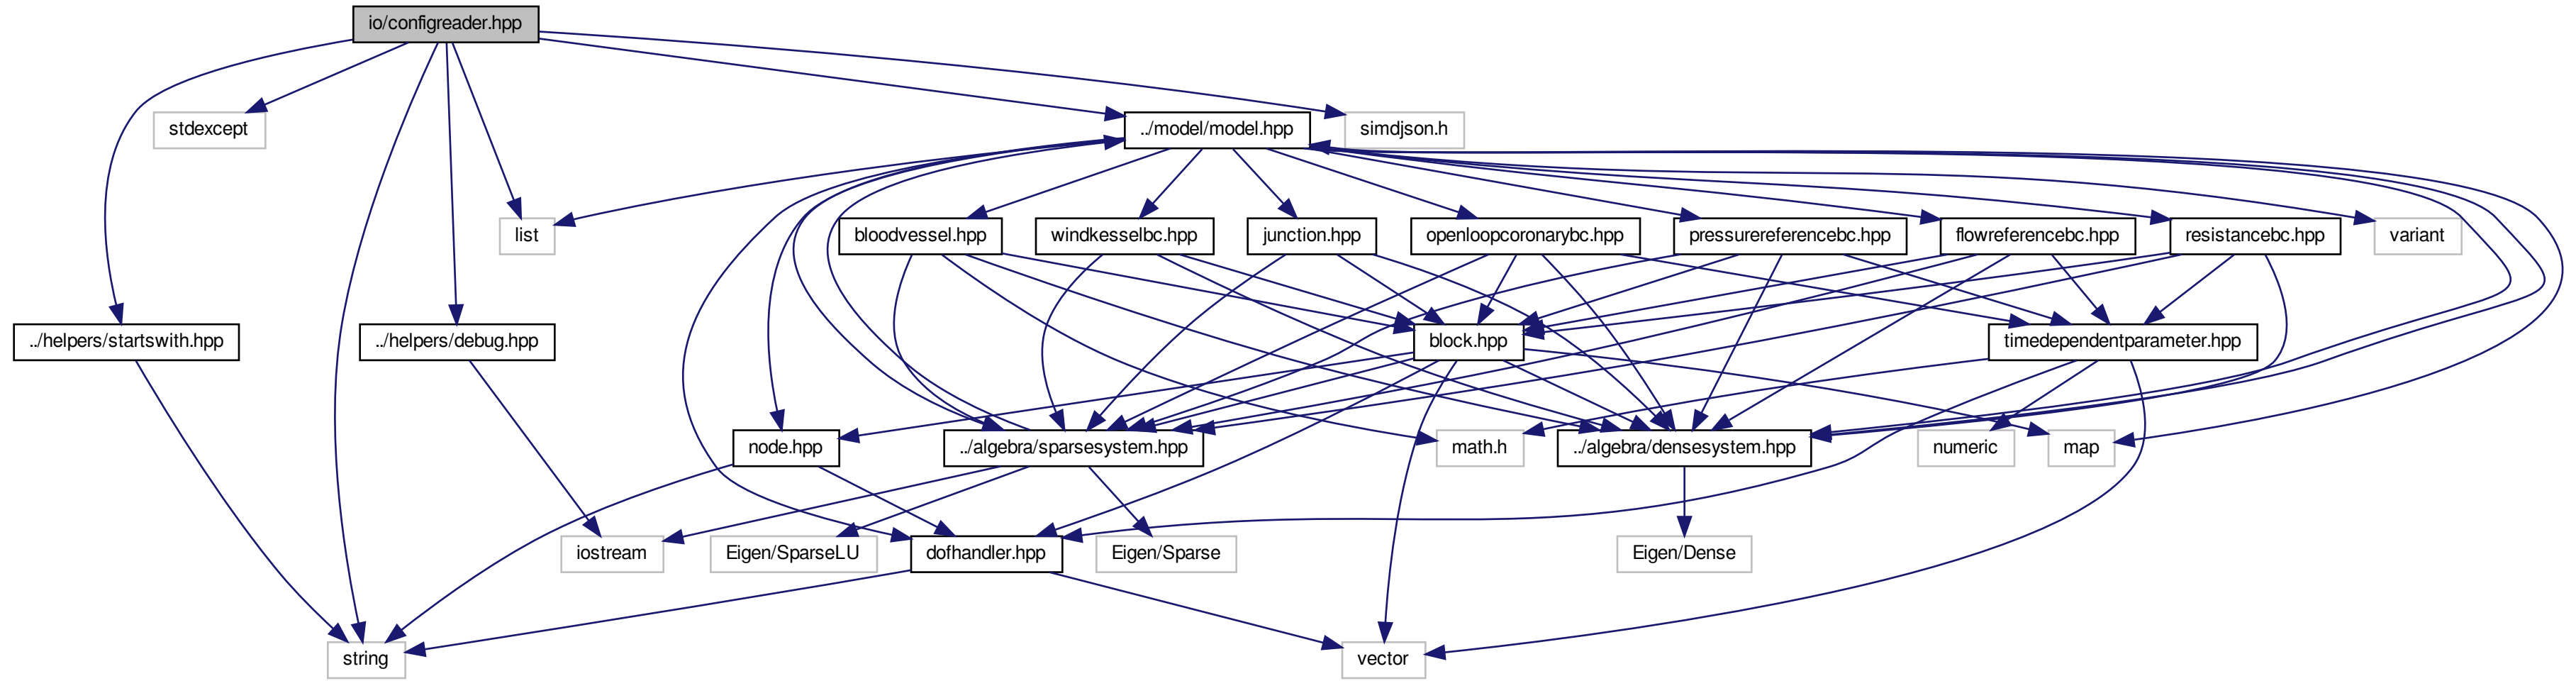 io/configreader.hpp
stdexcept
../model/model.hpp
simdjson.h
list
bloodvessel.hpp
windkesselbc.hpp
junction.hpp
openloopcoronarybc.hpp
pressurereferencebc.hpp
flowreferencebc.hpp
resistancebc.hpp
variant
../helpers/startswith.hpp
../helpers/debug.hpp
block.hpp
timedependentparameter.hpp
node.hpp
../algebra/sparsesystem.hpp
math.h
../algebra/densesystem.hpp
numeric
map
iostream
Eigen/SparseLU
dofhandler.hpp
Eigen/Sparse
Eigen/Dense
string
vector